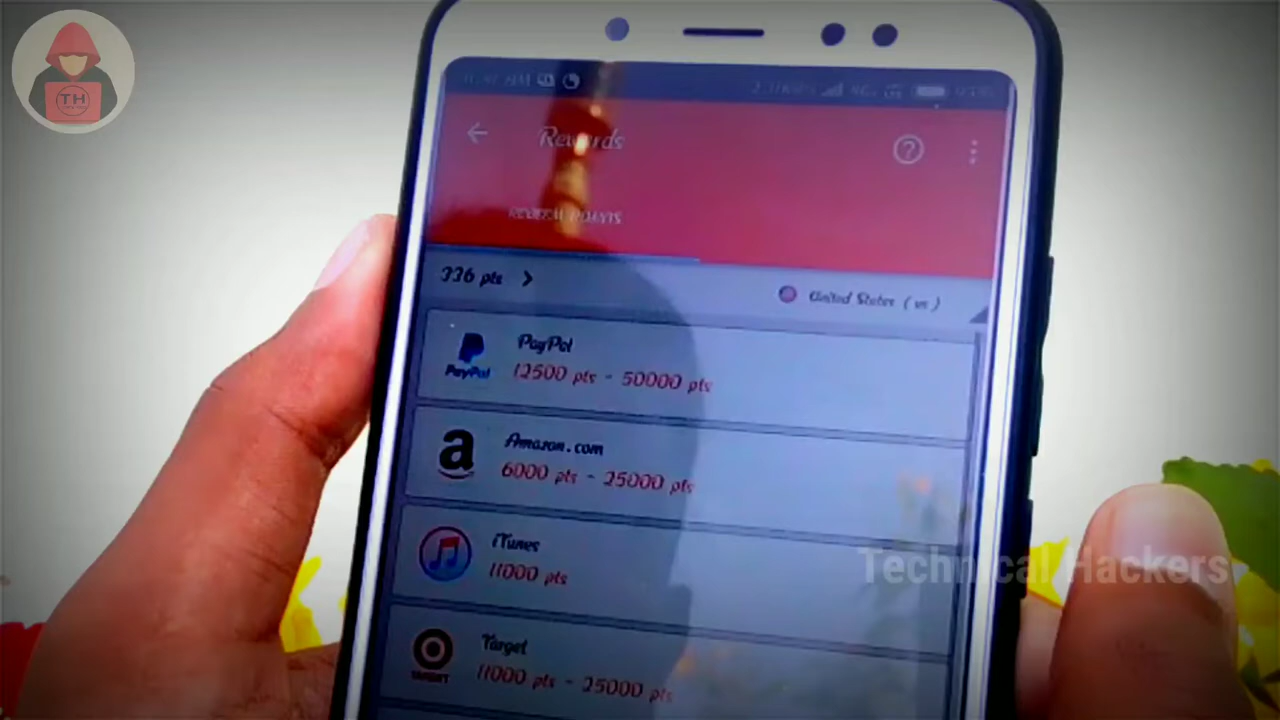 TH
Rewards
REDEEM POINTS
336 pts
United States (us)
PayPal
PayPal
12500 pts - 50000 pts
a
Amazon.com
6000 pts - 25000 pts
iTunes
11000 pts
Target
11000 pts - 25000 pts
Technical Hackers